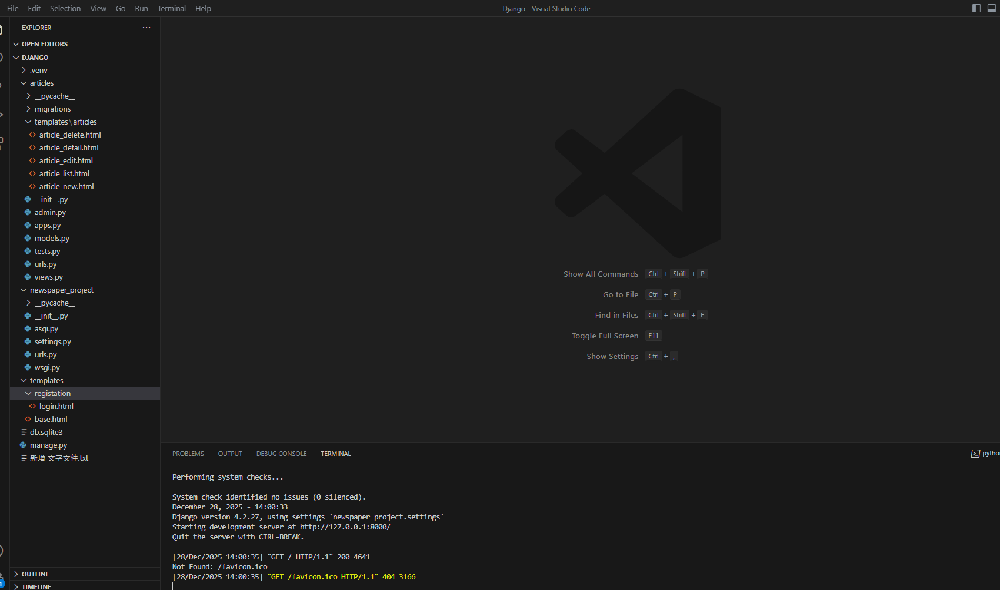 File Edit Selection View Go Run Terminal Help
Django - Visual Studio Code
EXPLORER
OPEN EDITORS
DJANGO
.venv
articles
__pycache__
migrations
templates\articles
article_delete.html
article_detail.html
article_edit.html
article_list.html
article_new.html
__init__.py
admin.py
apps.py
models.py
tests.py
urls.py
views.py
newspaper_project
__pycache__
__init__.py
asgi.py
settings.py
urls.py
wsgi.py
templates
registation
login.html
base.html
db.sqlite3
manage.py
新增 文字文件.txt
OUTLINE
TIMELINE
Show All Commands Ctrl + Shift + P
Go to File Ctrl + P
Find in Files Ctrl + Shift + F
Toggle Full Screen F11
Show Settings Ctrl + ,
PROBLEMS OUTPUT DEBUG CONSOLE TERMINAL
Performing system checks...
System check identified no issues (0 silenced).
December 28, 2025 - 14:00:33
Django version 4.2.27, using settings 'newspaper_project.settings'
Starting development server at http://127.0.0.1:8000/
Quit the server with CTRL-BREAK.
[28/Dec/2025 14:00:35] "GET / HTTP/1.1" 200 4641
Not Found: /favicon.ico
[28/Dec/2025 14:00:35] "GET /favicon.ico HTTP/1.1" 404 3166